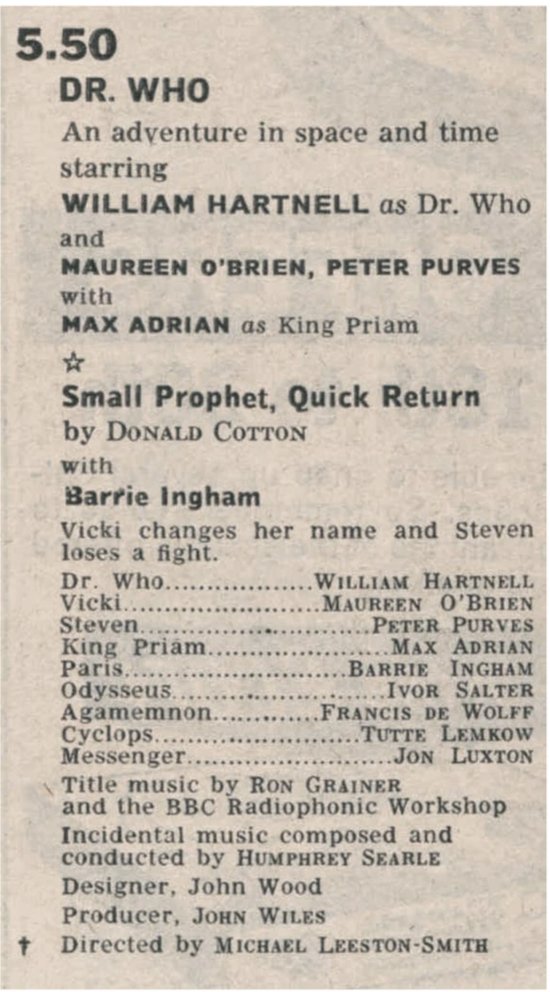 5.50
DR. WHO
An adventure in space and time
starring
WILLIAM HARTNELL as Dr. Who
and
MAUREEN O'BRIEN, PETER PURVES
with
MAX ADRIAN as King Priam
☆
Small Prophet, Quick Return
by DONALD COTTON
with
Barrie Ingham
Vicki changes her name and Steven
loses a fight.
Dr. Who..................WILLIAM HARTNELL
Vicki......................MAUREEN O'BRIEN
Steven..........................PETER PURVES
King Priam......................MAX ADRIAN
Paris.........................BARRIE INGHAM
Odysseus..........................IVOR SALTER
Agamemnon............FRANCIS DE WOLFF
Cyclops.......................TUTTE LEMKOW
Messenger.........................JON LUXTON
Title music by RON GRAINER
and the BBC Radiophonic Workshop
Incidental music composed and
conducted by HUMPHREY SEARLE
Designer, John Wood
Producer, JOHN WILES
† Directed by MICHAEL LEESTON-SMITH